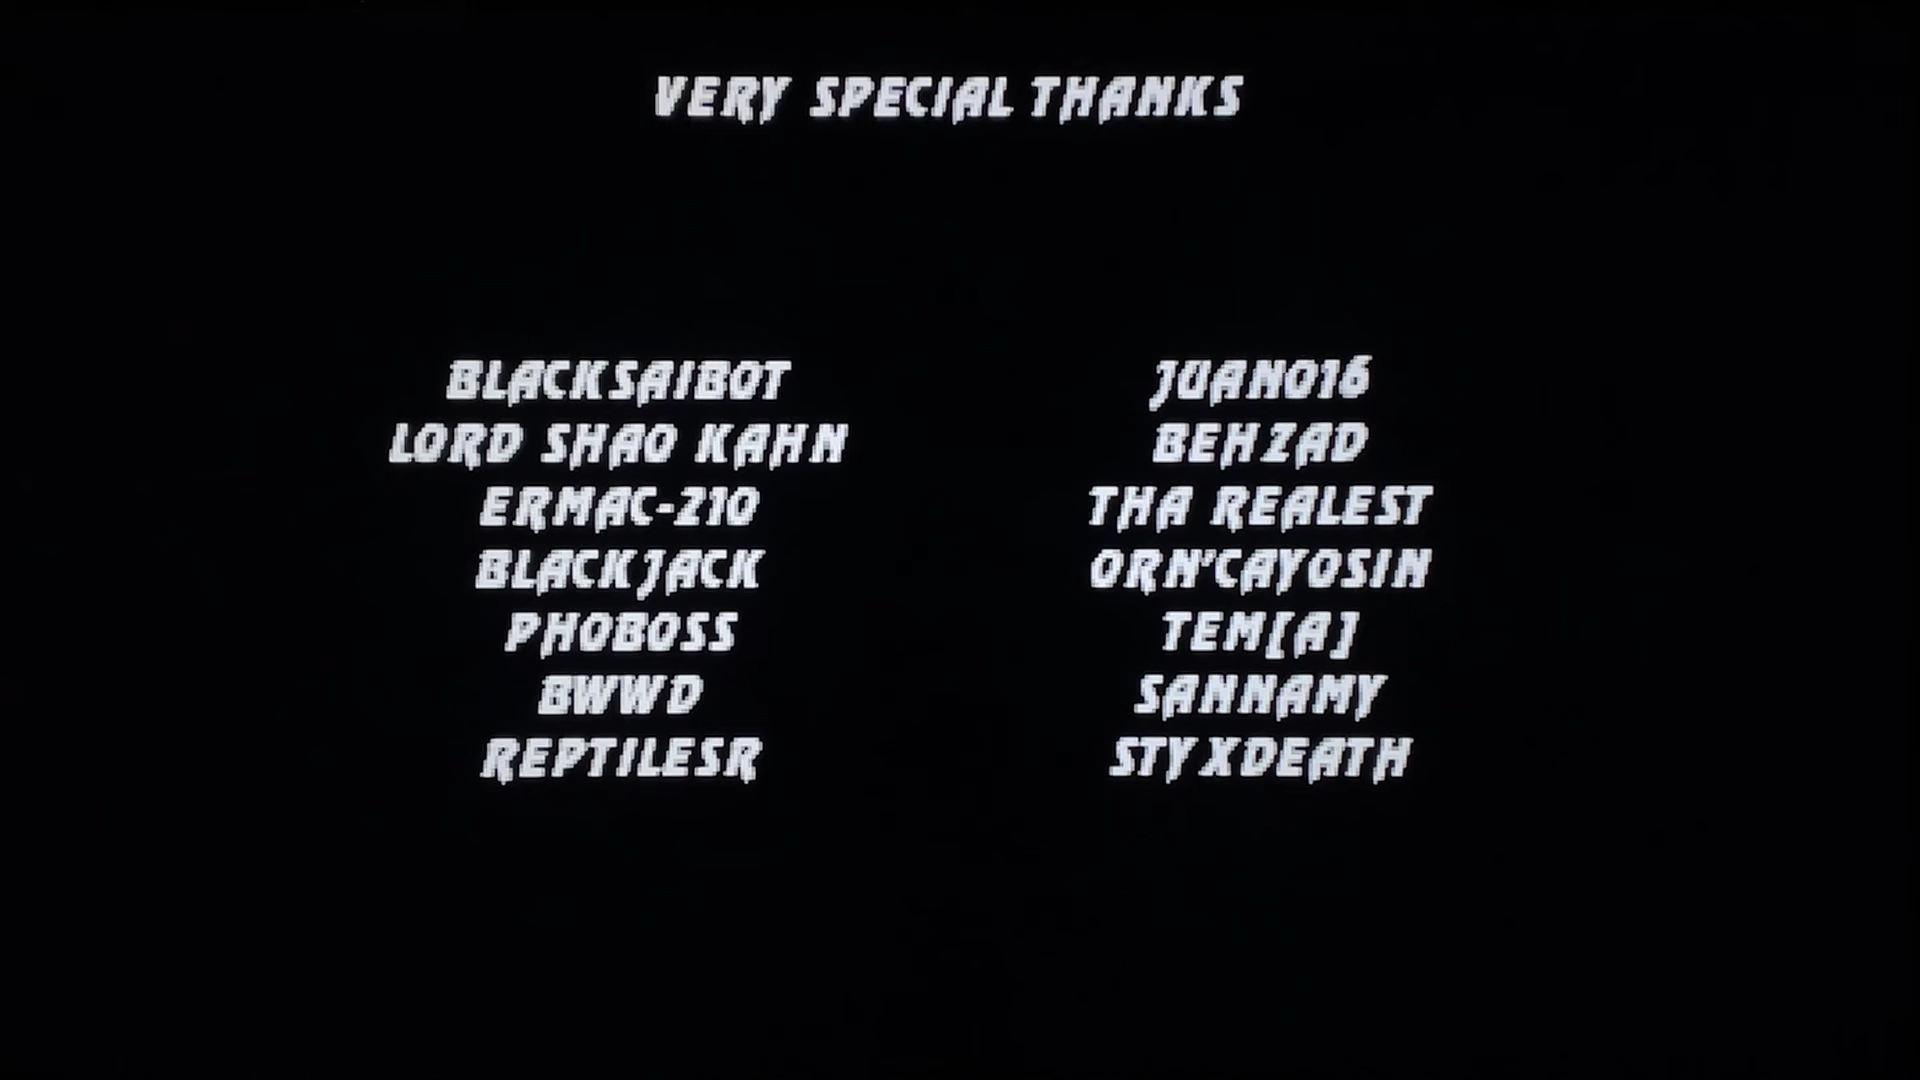 VERY SPECIAL THANKS
BLACKSAIBOT
LORD SHAO KAHN
ERMAC-210
BLACKJACK
PHOBOSS
BWWD
REPTILESR
JUANO16
BEHZAD
THA REALEST
ORN'CAYOSIN
TEM[A]
SANNAMY
STYXDEATH